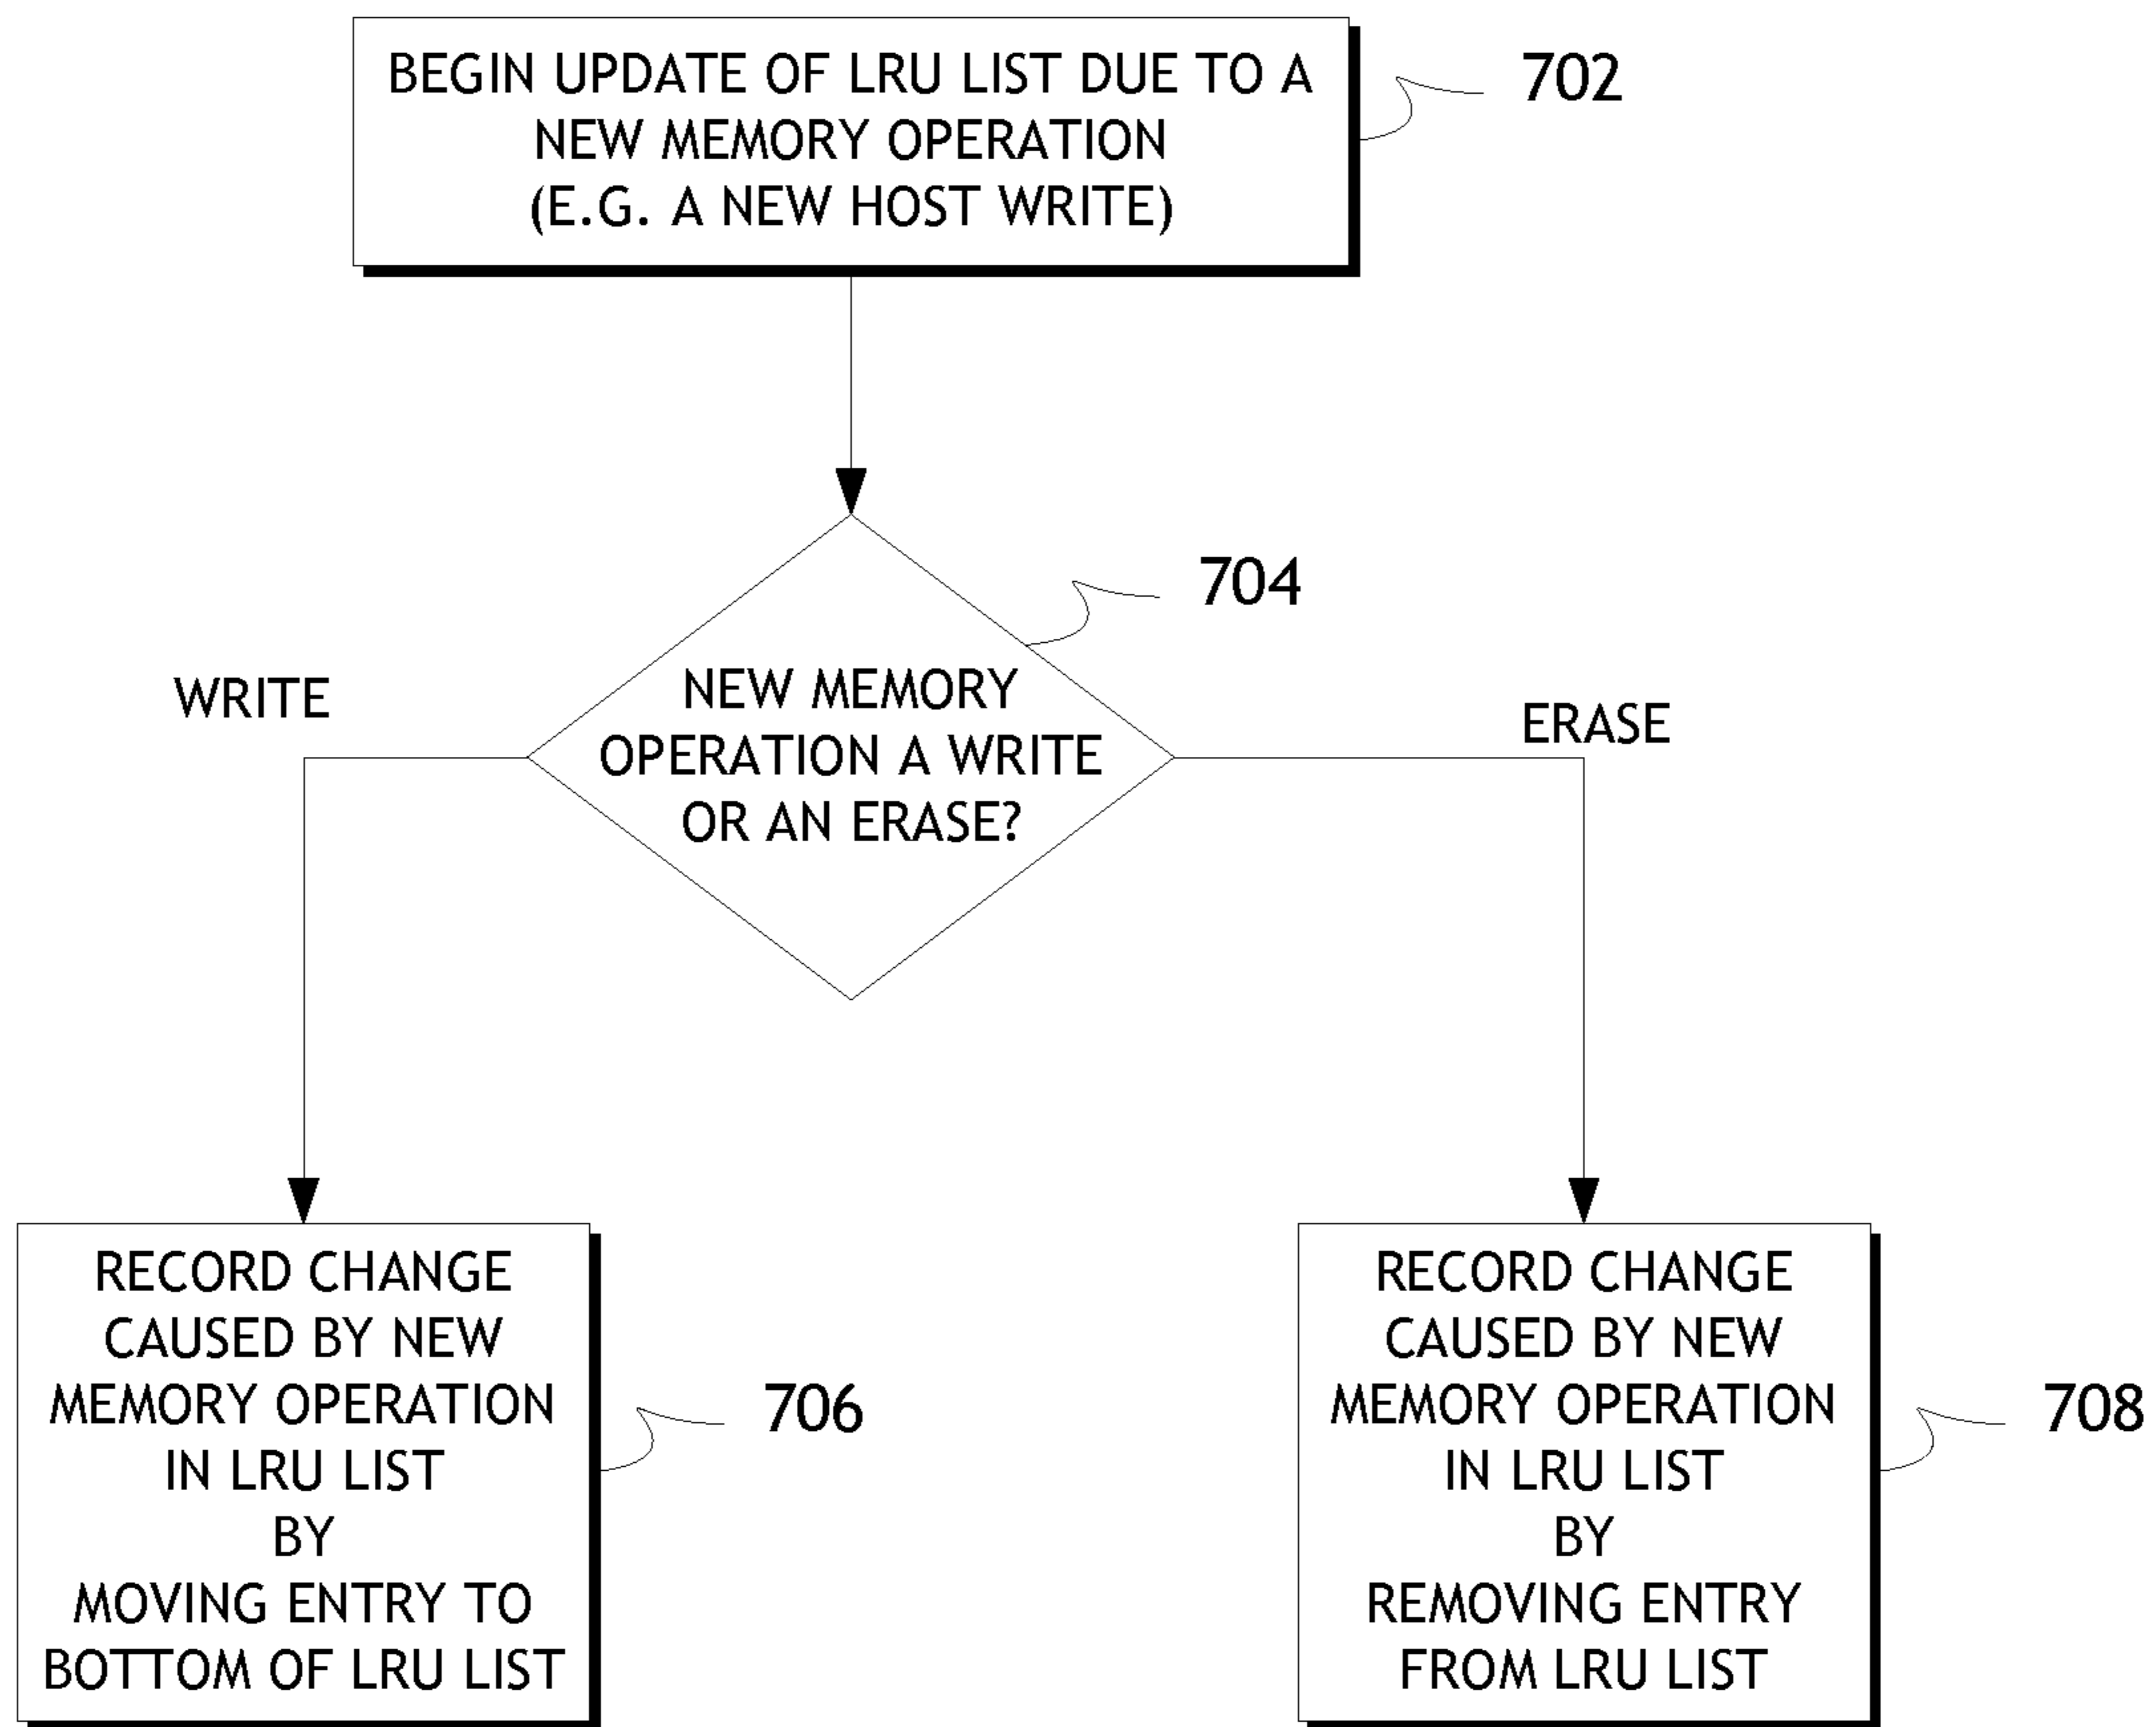 BEGIN UPDATE OF LRU LIST DUE TO A
NEW MEMORY OPERATION
(E.G. A NEW HOST WRITE)
702
704
NEW MEMORY
OPERATION A WRITE
OR AN ERASE?
WRITE
ERASE
RECORD CHANGE
CAUSED BY NEW
MEMORY OPERATION
IN LRU LIST
BY
MOVING ENTRY TO
BOTTOM OF LRU LIST
706
RECORD CHANGE
CAUSED BY NEW
MEMORY OPERATION
IN LRU LIST
BY
REMOVING ENTRY
FROM LRU LIST
708